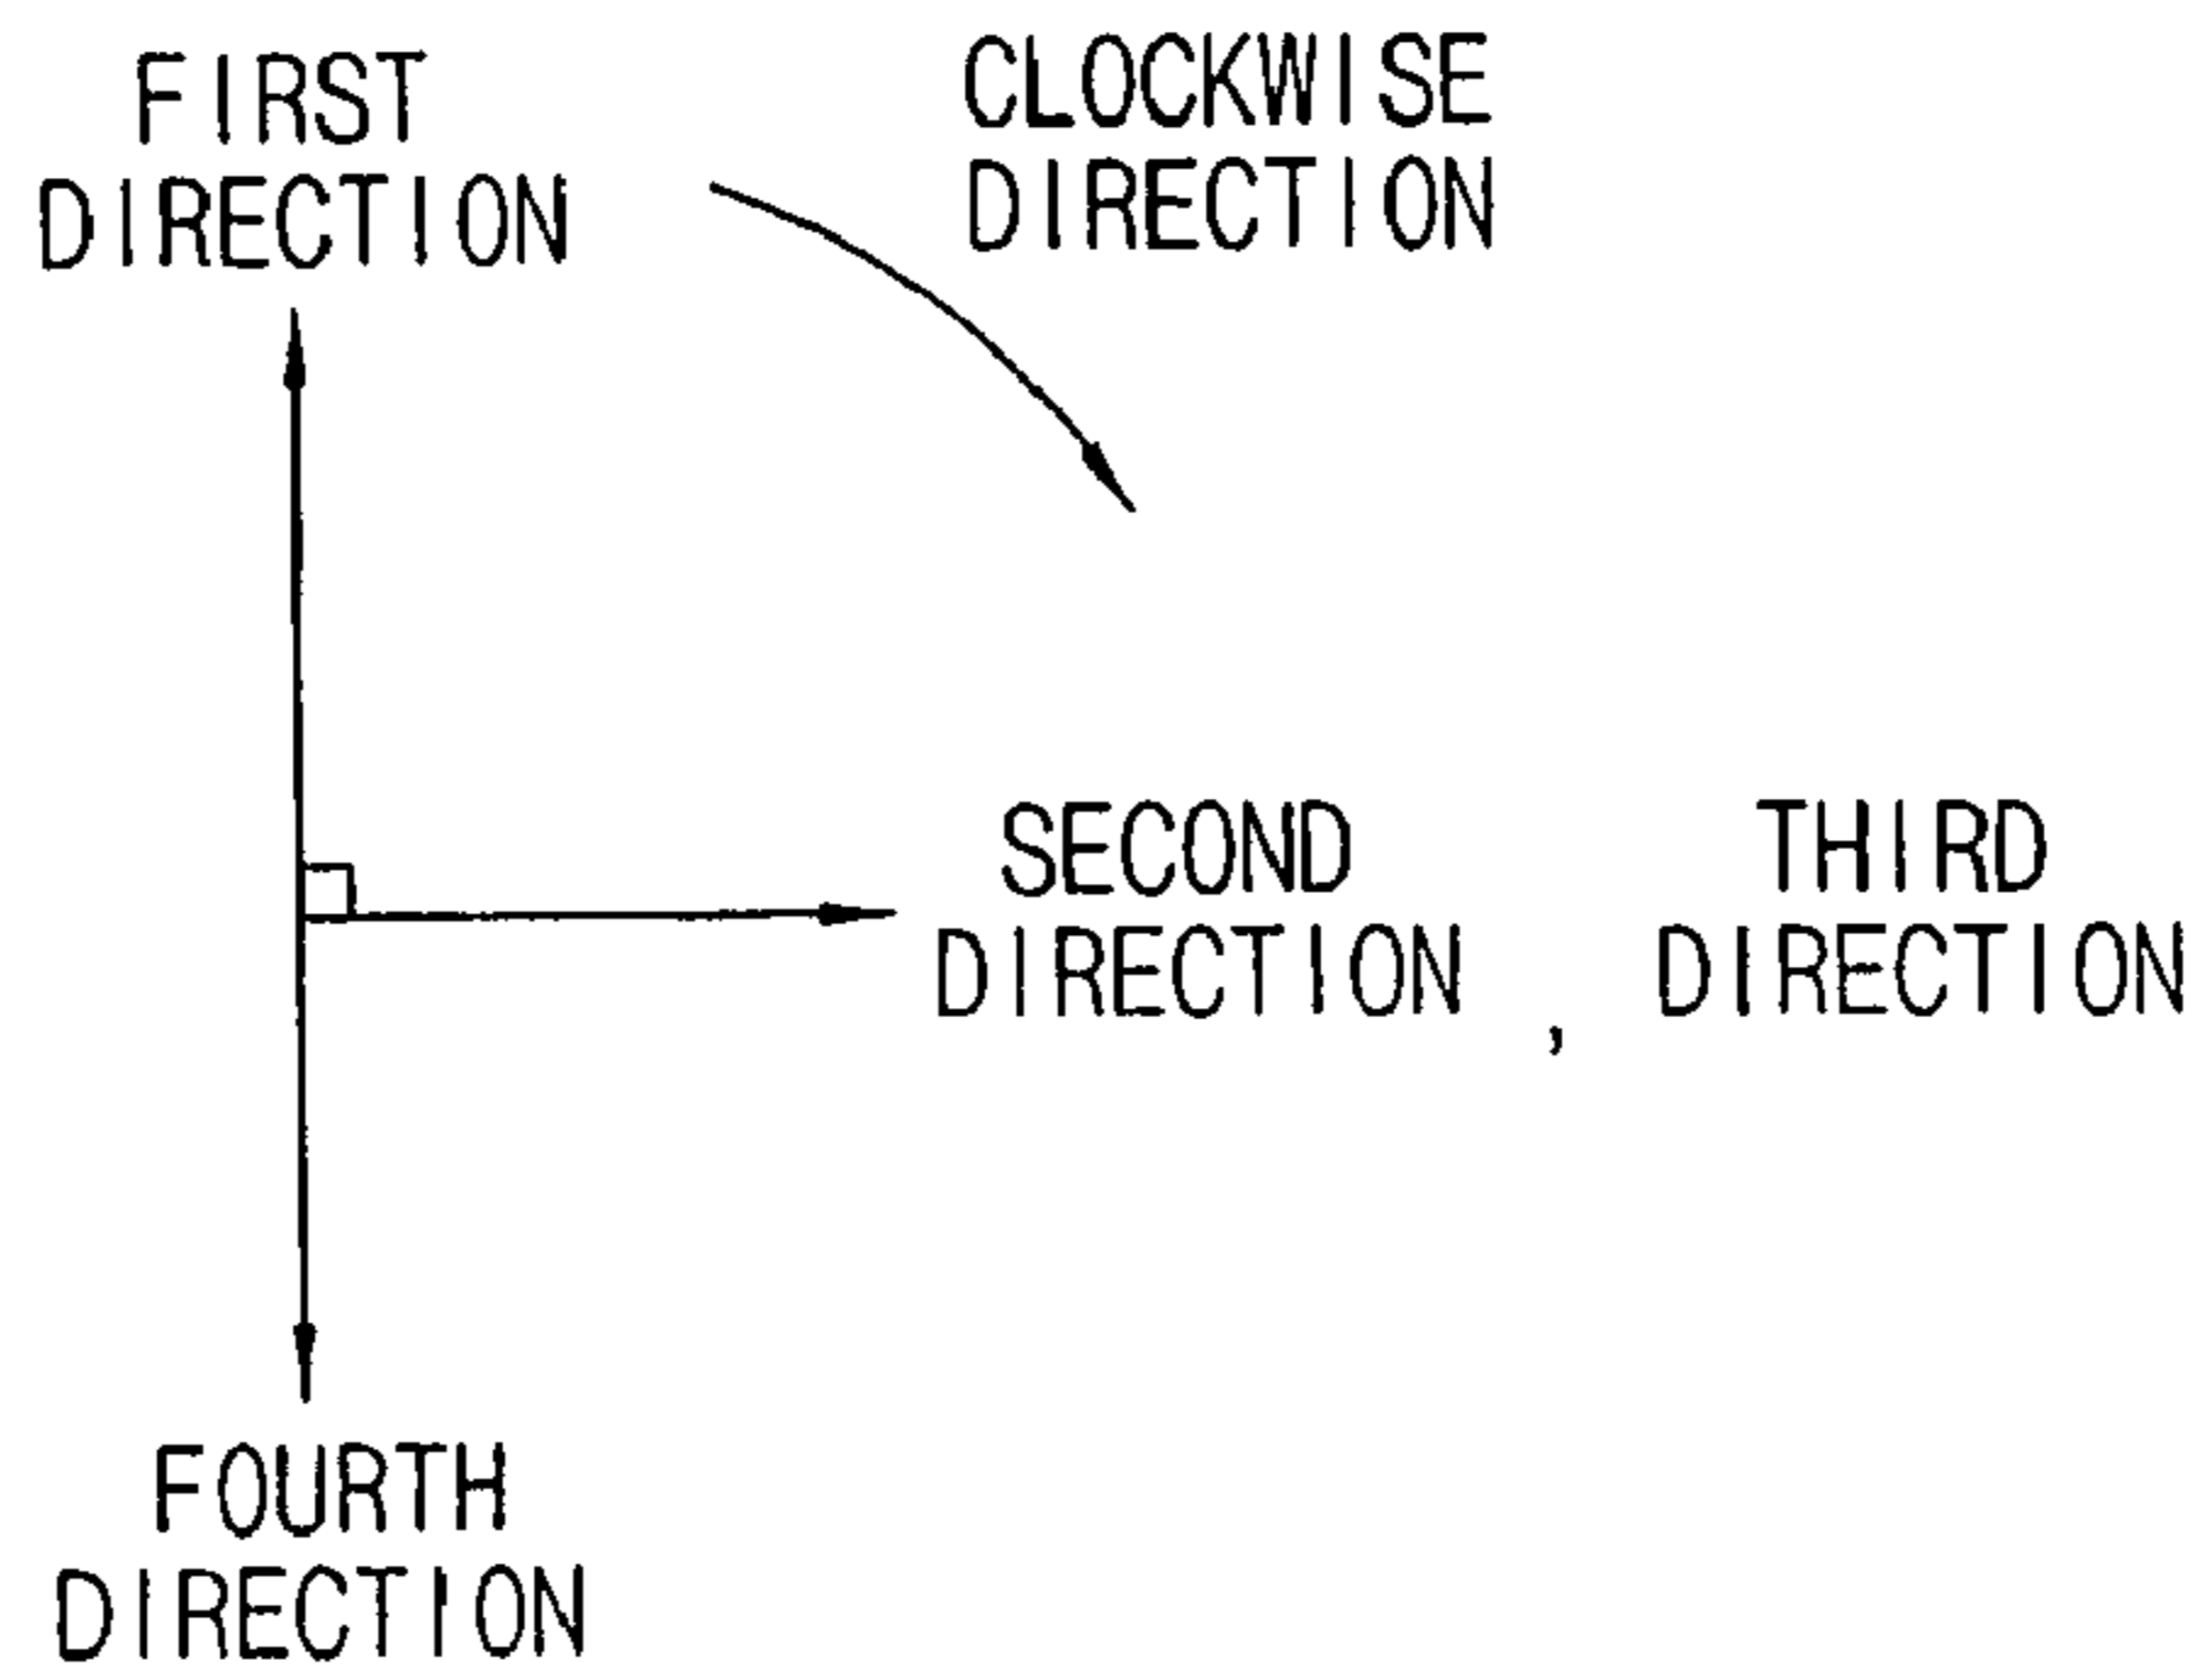 FIRST
DIRECTION
CLOCKWISE
DIRECTION
SECOND
DIRECTION ,
THIRD
DIRECTION
FOURTH
DIRECTION